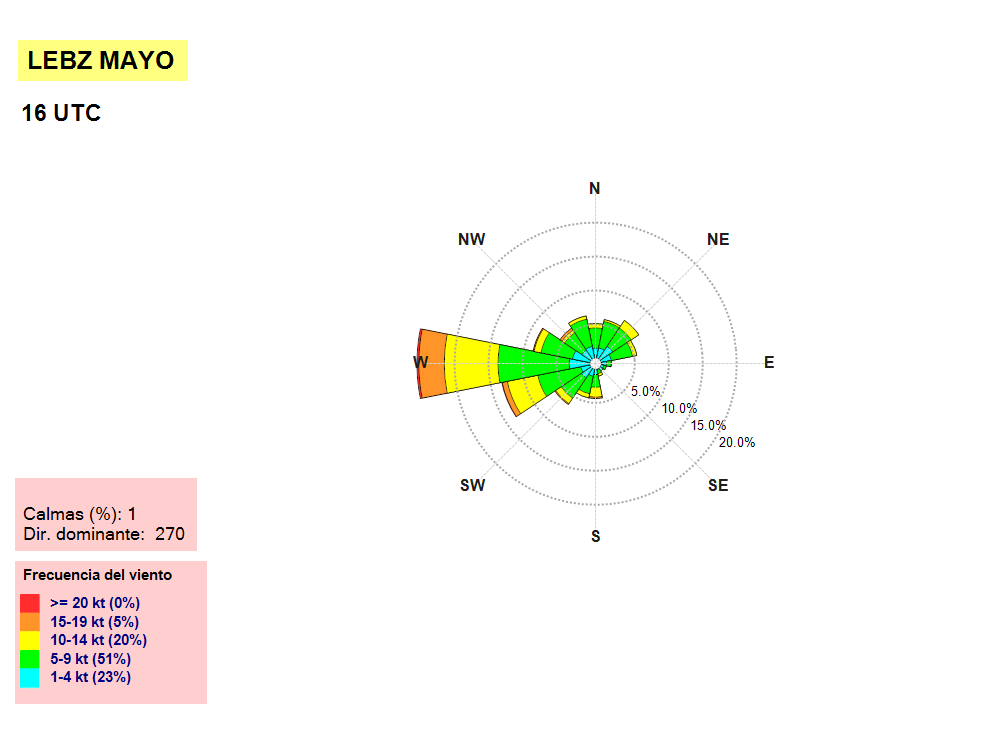 LEBZ MAYO
16 UTC
N
NW
NE
W
E
5.0%
10.0%
15.0%
20.0%
SW
SE
S
Calmas (%): 1
Dir. dominante: 270
Frecuencia del viento
>= 20 kt (0%)
15-19 kt (5%)
10-14 kt (20%)
5-9 kt (51%)
1-4 kt (23%)